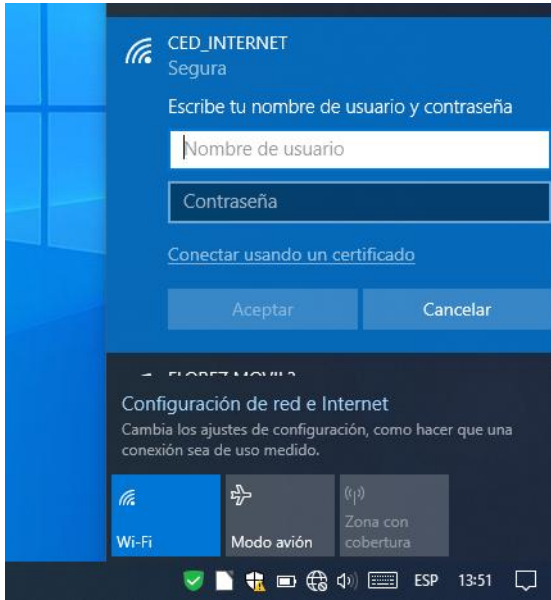 CED_INTERNET
Segura
Escribe tu nombre de usuario y contraseña
Nombre de usuario
Contraseña
Conectar usando un certificado
Aceptar Cancelar
Configuración de red e Internet
Cambia los ajustes de configuración, como hacer que una
conexión sea de uso medido.
Zona con
Wi-Fi Modo avión cobertura
ESP 13:51